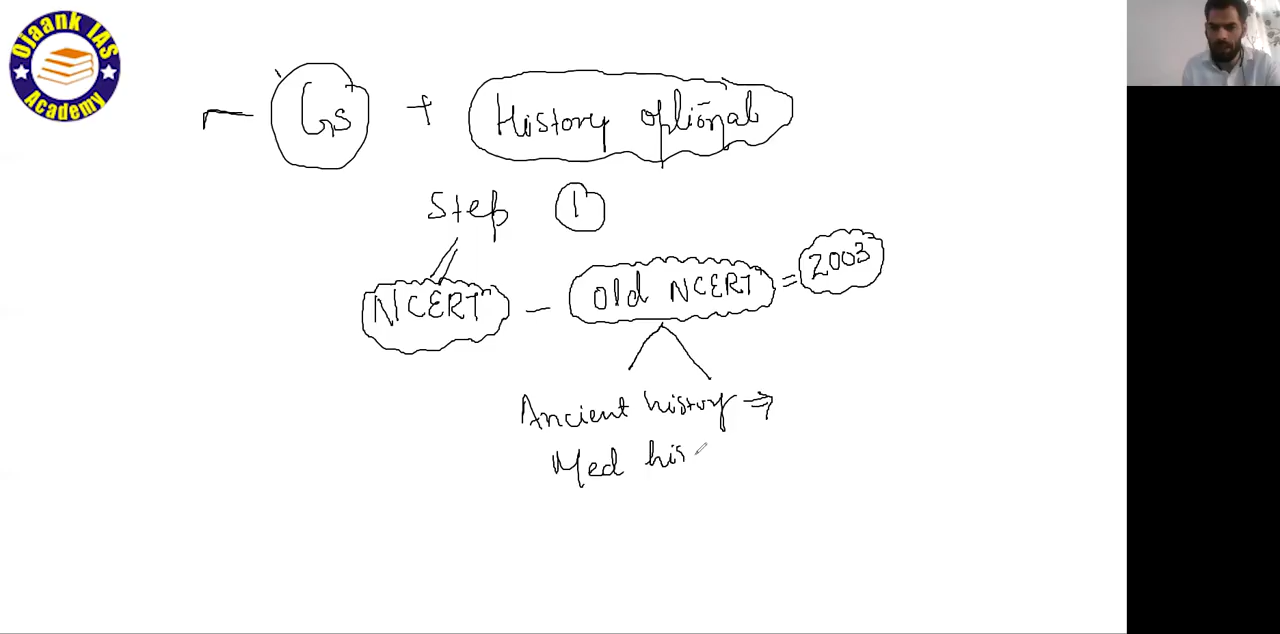 Ojaank IAS
Academy
GS + History optional
Step 1
NCERT - Old NCERT = 2003
Ancient history ⇒
Med his